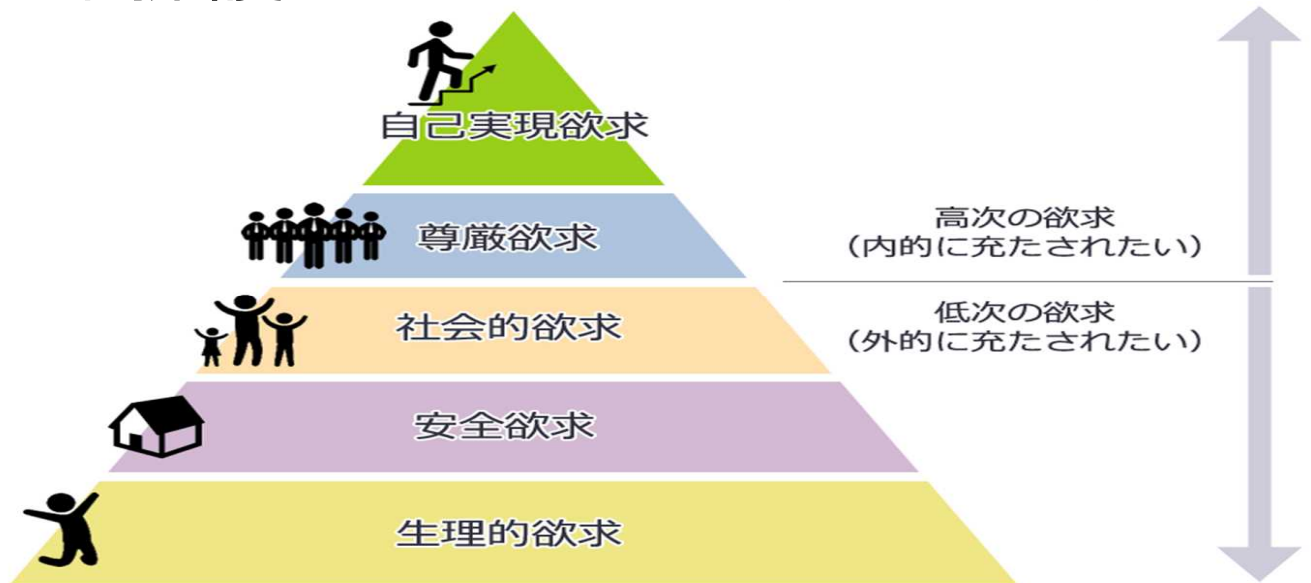 自己実現欲求
尊厳欲求
高次の欲求
（内的に充たされたい）
社会的欲求
低次の欲求
（外的に充たされたい）
安全欲求
生理的欲求